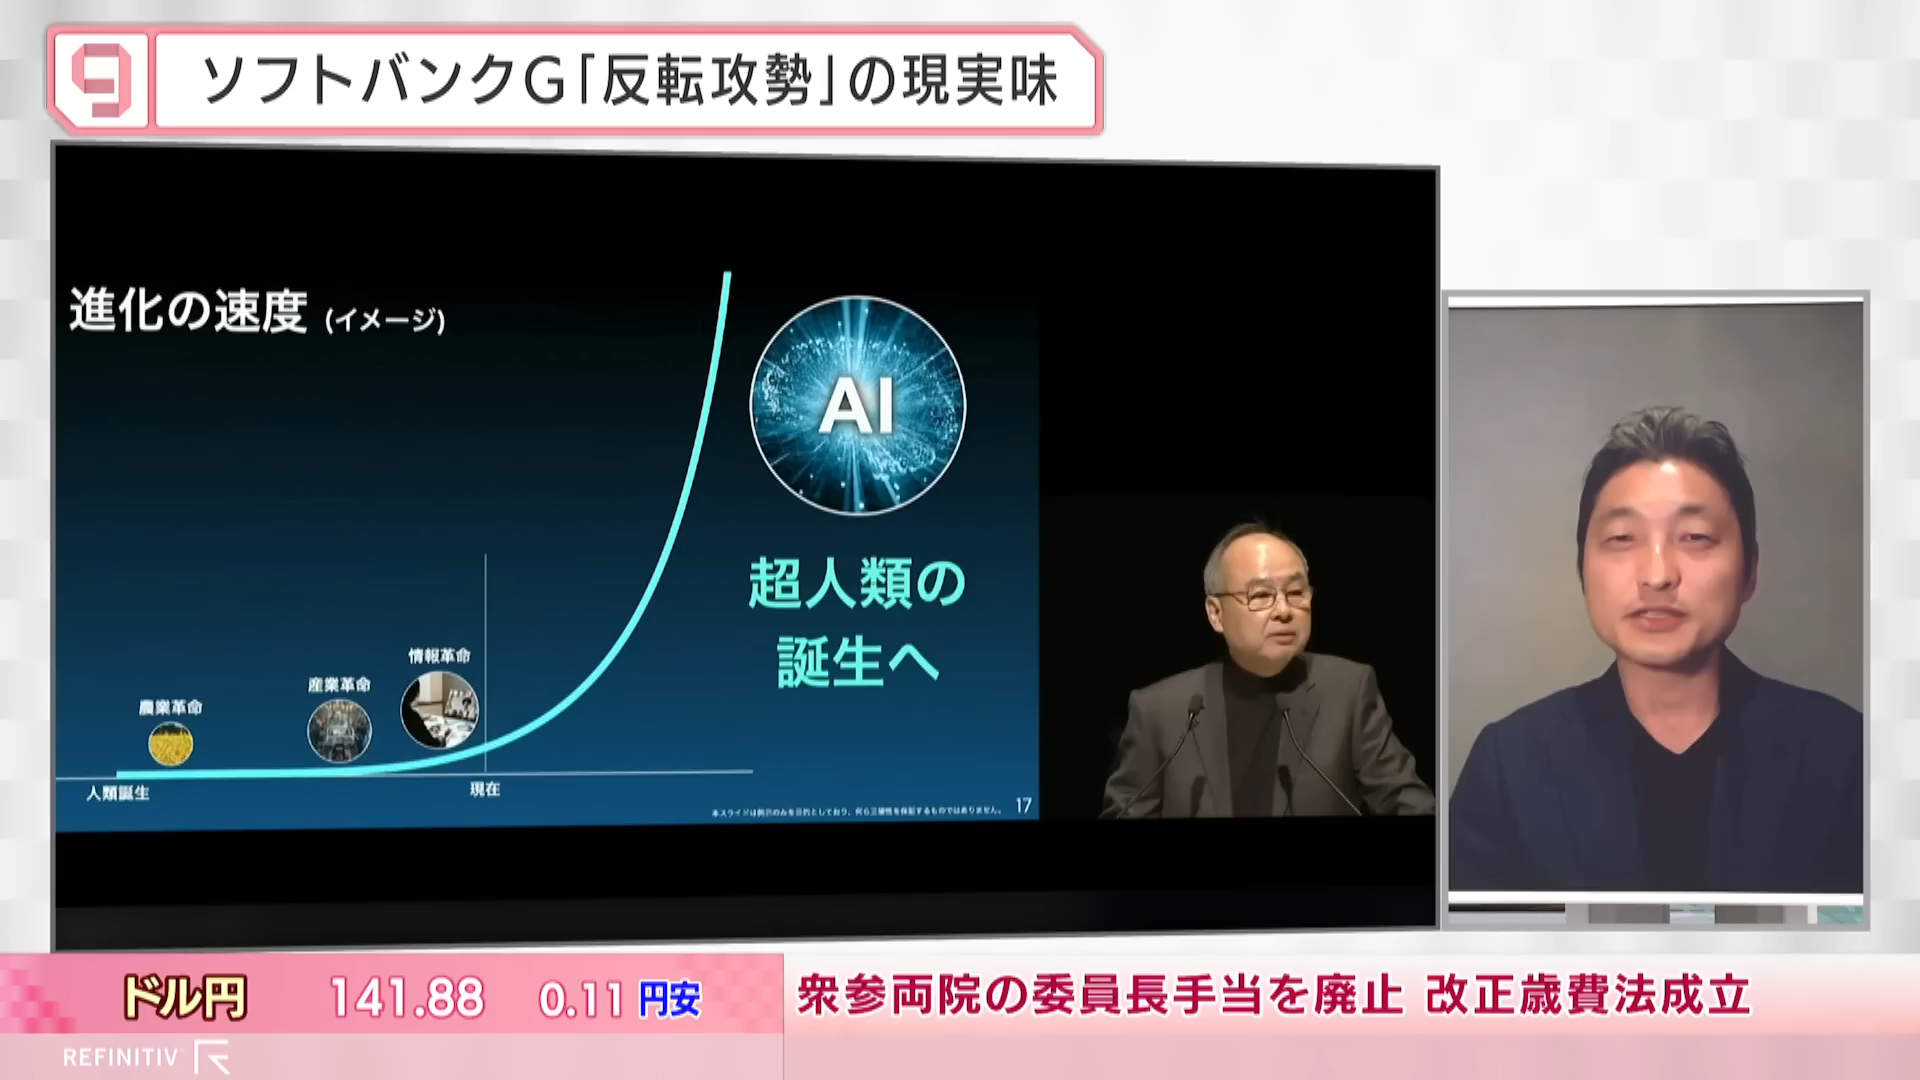 9
ソフトバンクG「反転攻勢」の現実味
進化の速度 (イメージ)
AI
超人類の
誕生へ
情報革命
産業革命
農業革命
人類誕生
現在
17
ドル円 141.88 0.11 円安
衆参両院の委員長手当を廃止 改正歳費法成立
REFINITIV